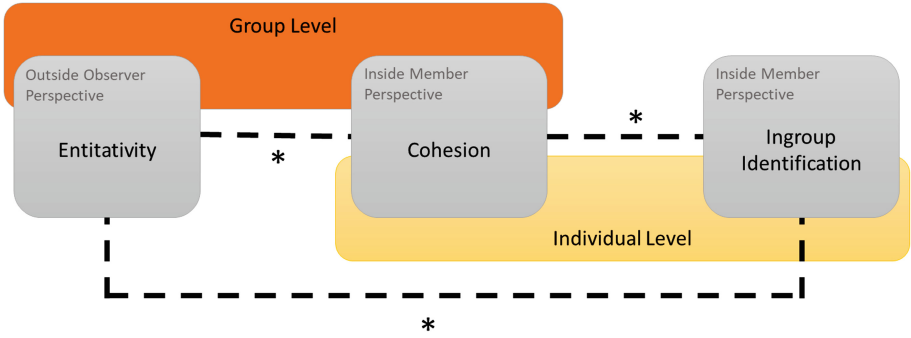 Group Level
Outside Observer
Perspective
Entitativity
*
Inside Member
Perspective
Cohesion
*
Inside Member
Perspective
Ingroup
Identification
Individual Level
*